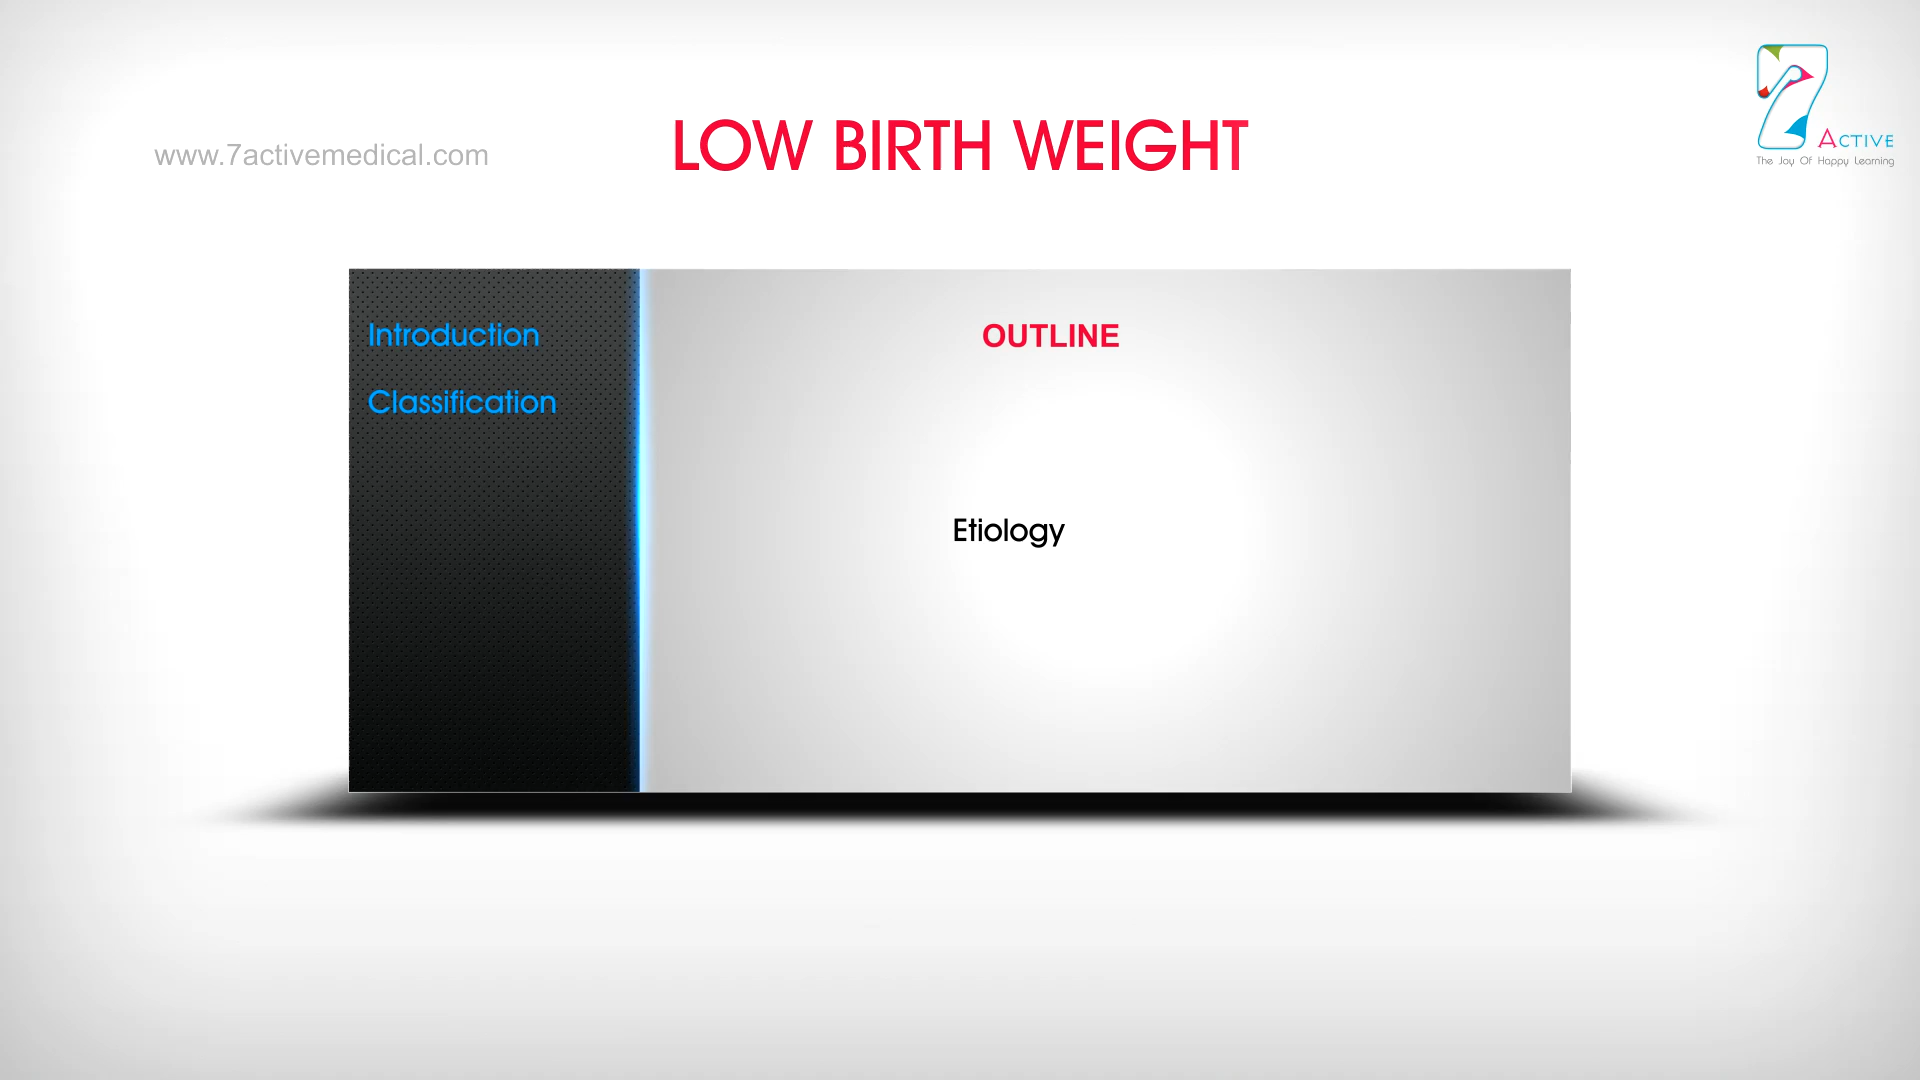 www.7activemedical.com
LOW BIRTH WEIGHT
7 ACTIVE
The Joy Of Happy Learning
Introduction
Classification
OUTLINE
Etiology